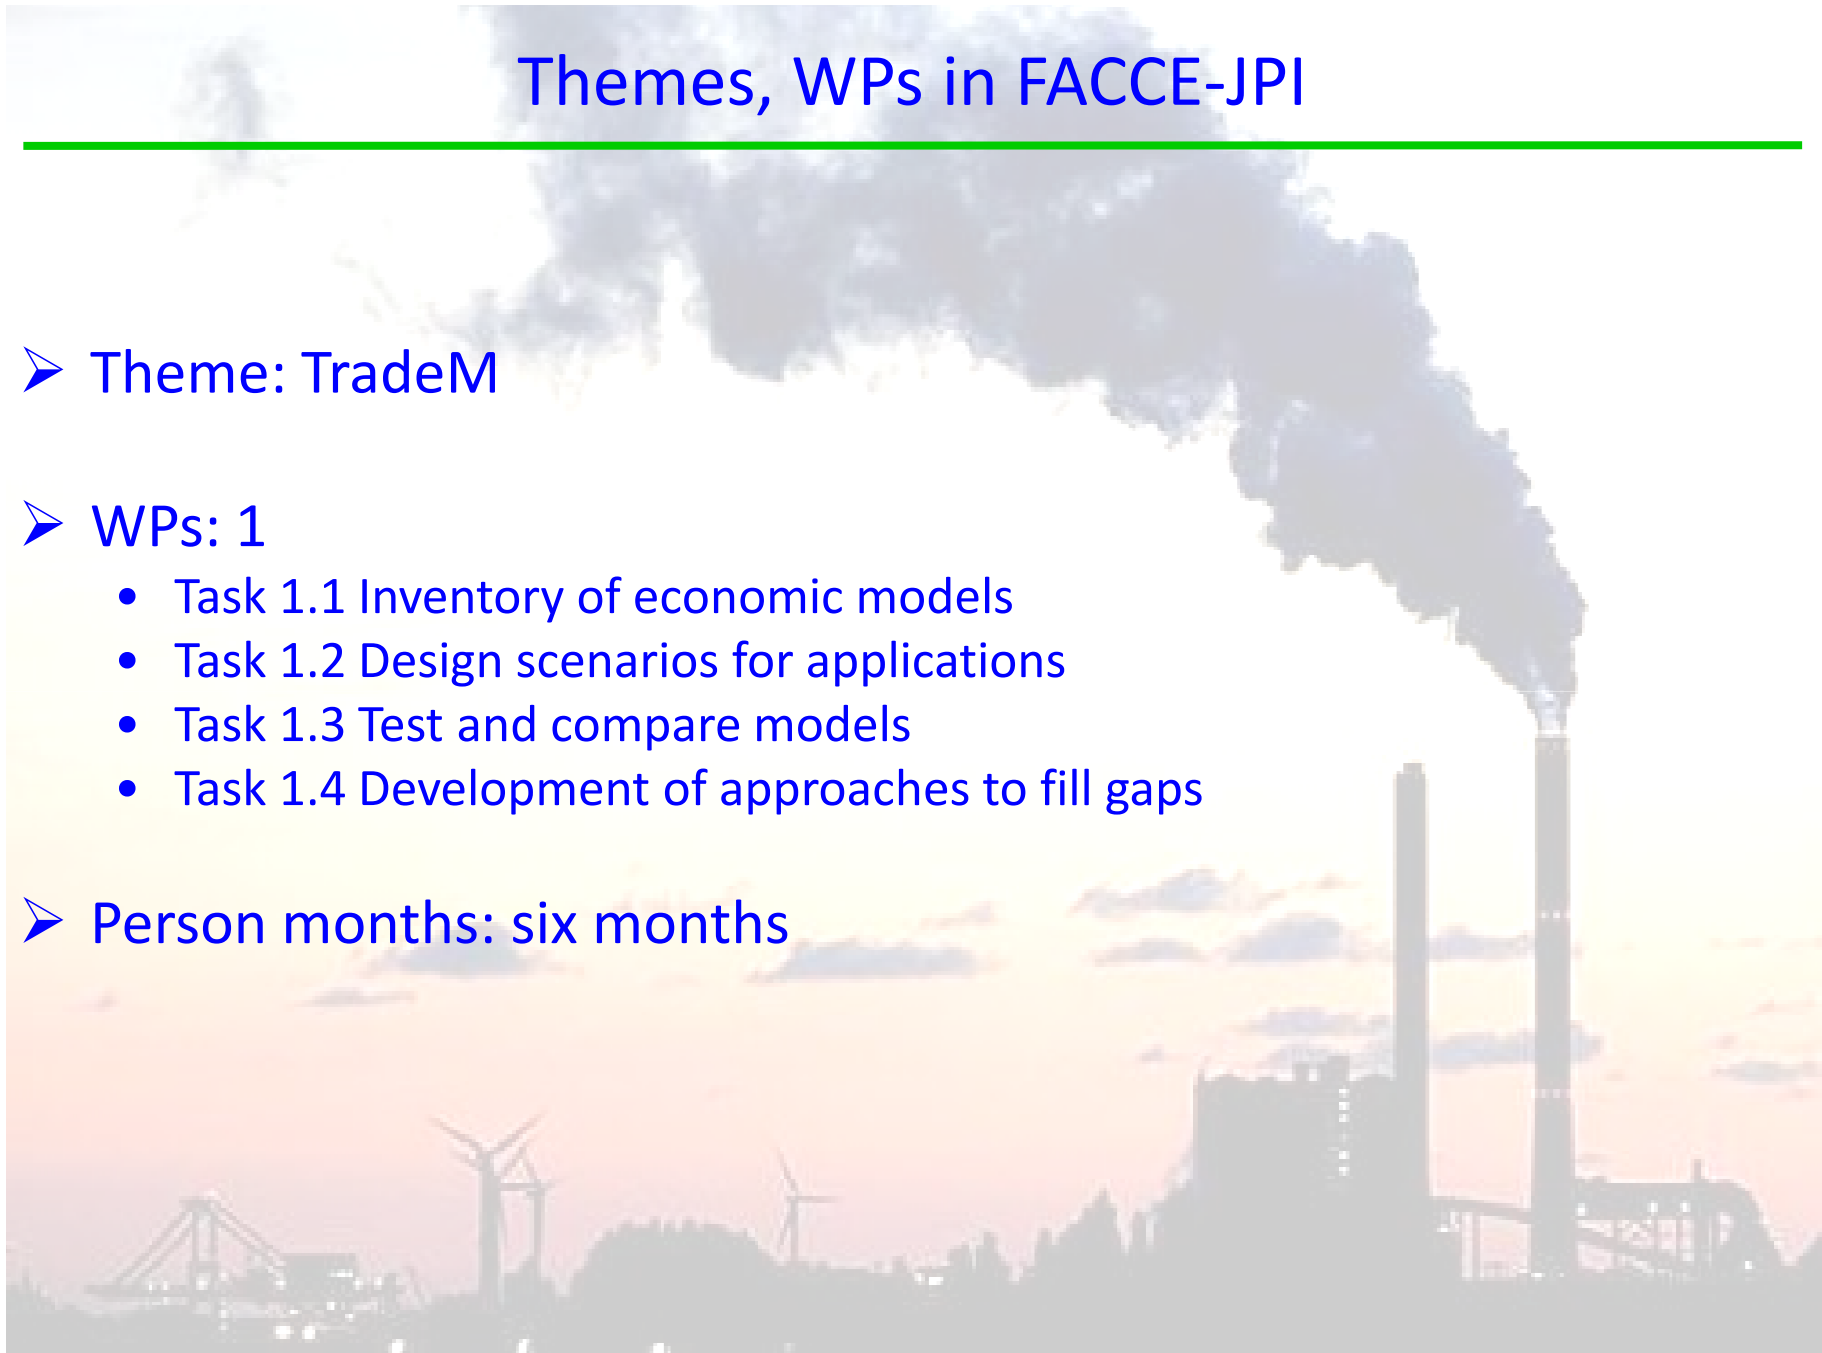 Themes, WPs in FACCE-JPI
➢ Theme: TradeM
➢ WPs: 1
• Task 1.1 Inventory of economic models
• Task 1.2 Design scenarios for applications
• Task 1.3 Test and compare models
• Task 1.4 Development of approaches to fill gaps
➢ Person months: six months